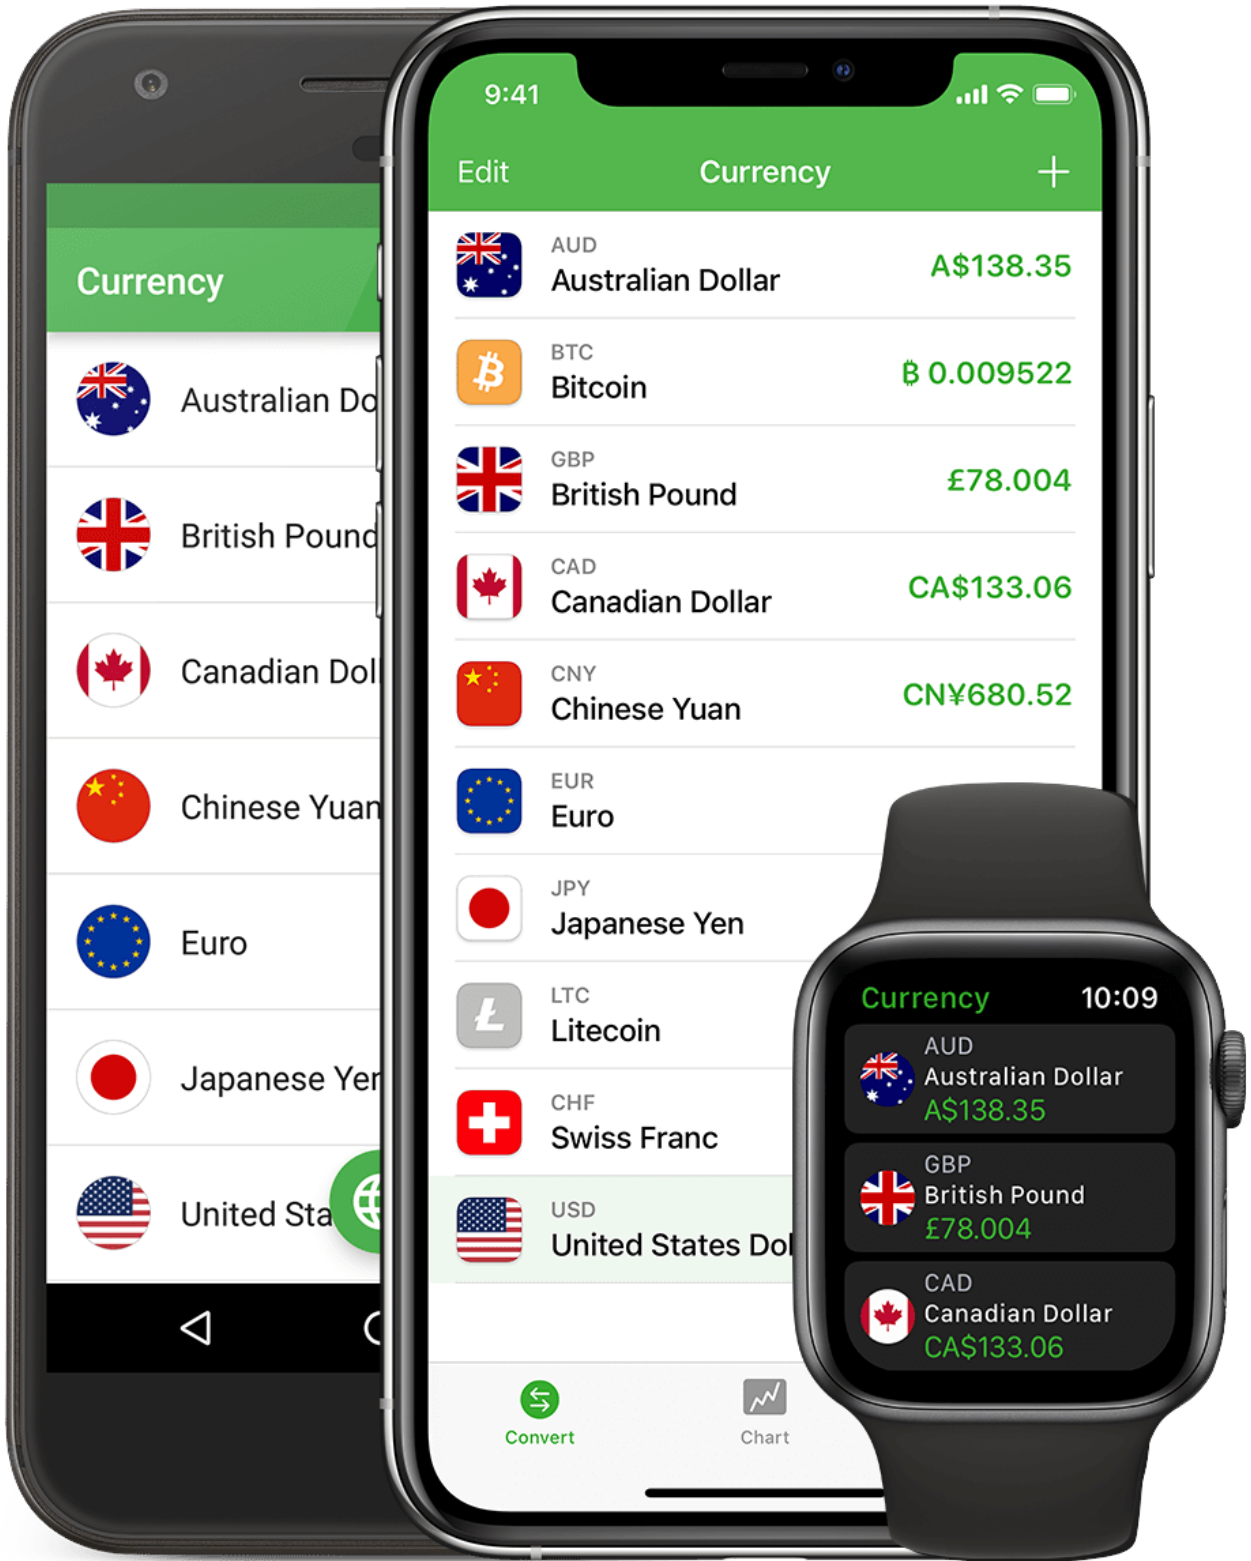 Currency
Australian Do
British Pound
Canadian Dol
Chinese Yuan
Euro
Japanese Yen
United Sta
9:41
Edit
Currency
+
AUD
Australian Dollar
A$138.35
BTC
Bitcoin
₿ 0.009522
GBP
British Pound
£78.004
CAD
Canadian Dollar
CA$133.06
CNY
Chinese Yuan
CN¥680.52
EUR
Euro
JPY
Japanese Yen
LTC
Litecoin
CHF
Swiss Franc
USD
United States Dol
Convert
Chart
Currency
10:09
AUD
Australian Dollar
A$138.35
GBP
British Pound
£78.004
CAD
Canadian Dollar
CA$133.06